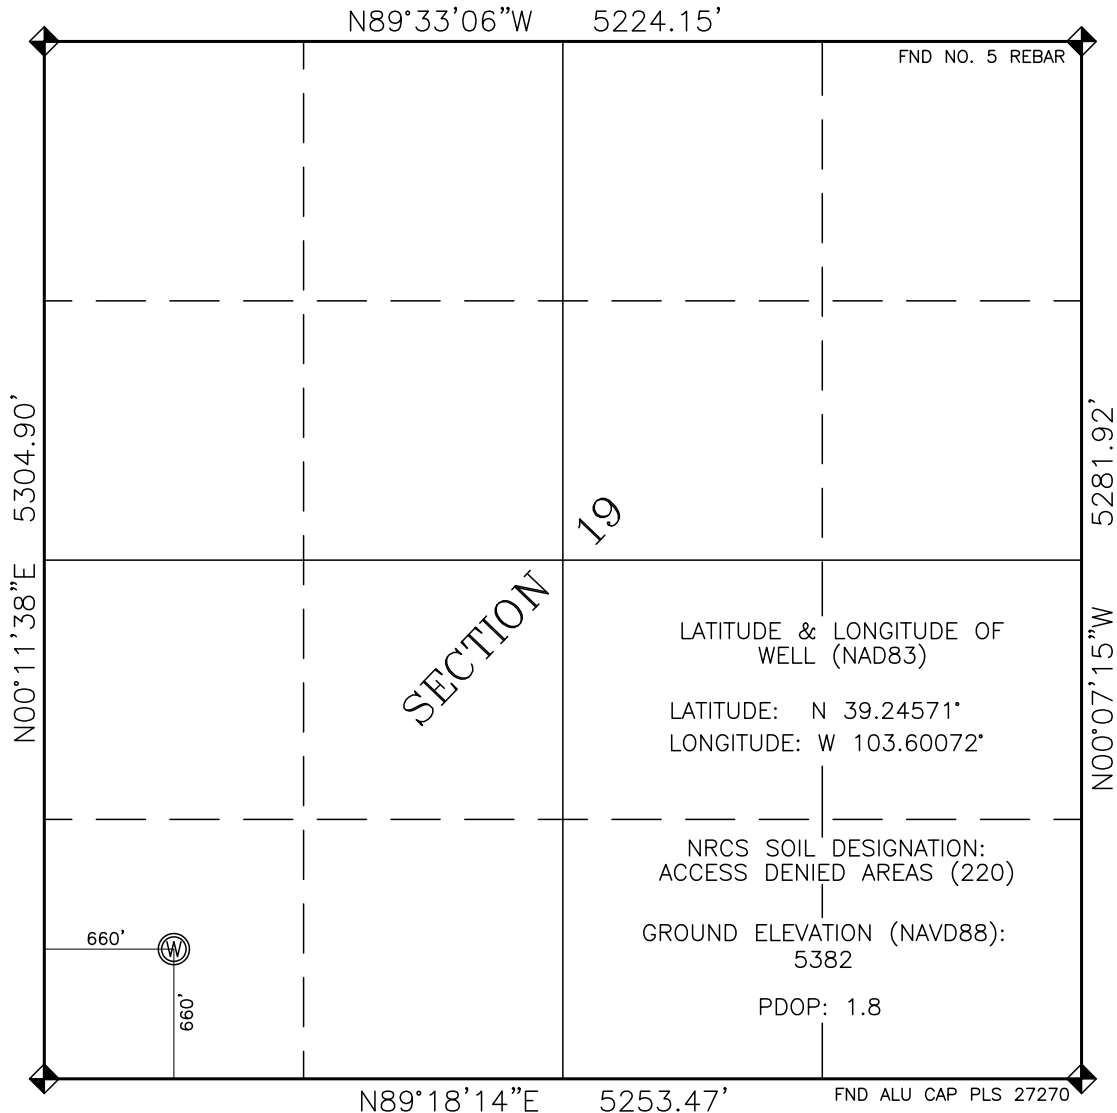 N89°33'06"W 5224.15'
FND NO. 5 REBAR
N00°11'38"E 5304.90'
N00°07'15"W 5281.92'
SECTION 19
LATITUDE & LONGITUDE OF
WELL (NAD83)
LATITUDE: N 39.24571°
LONGITUDE: W 103.60072°
NRCS SOIL DESIGNATION:
ACCESS DENIED AREAS (220)
GROUND ELEVATION (NAVD88):
5382
PDOP: 1.8
660'
W
660'
N89°18'14"E 5253.47'
FND ALU CAP PLS 27270